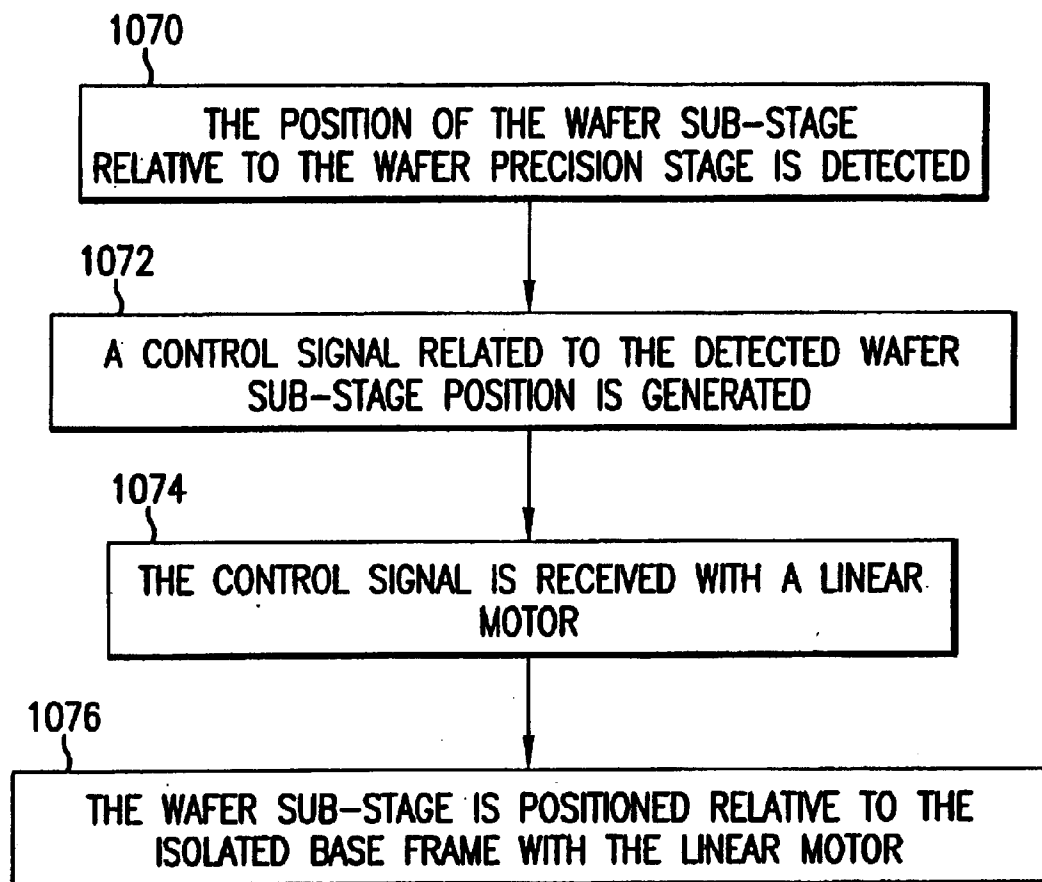 1070
THE POSITION OF THE WAFER SUB-STAGE
RELATIVE TO THE WAFER PRECISION STAGE IS DETECTED
1072
A CONTROL SIGNAL RELATED TO THE DETECTED WAFER
SUB-STAGE POSITION IS GENERATED
1074
THE CONTROL SIGNAL IS RECEIVED WITH A LINEAR
MOTOR
1076
THE WAFER SUB-STAGE IS POSITIONED RELATIVE TO THE
ISOLATED BASE FRAME WITH THE LINEAR MOTOR